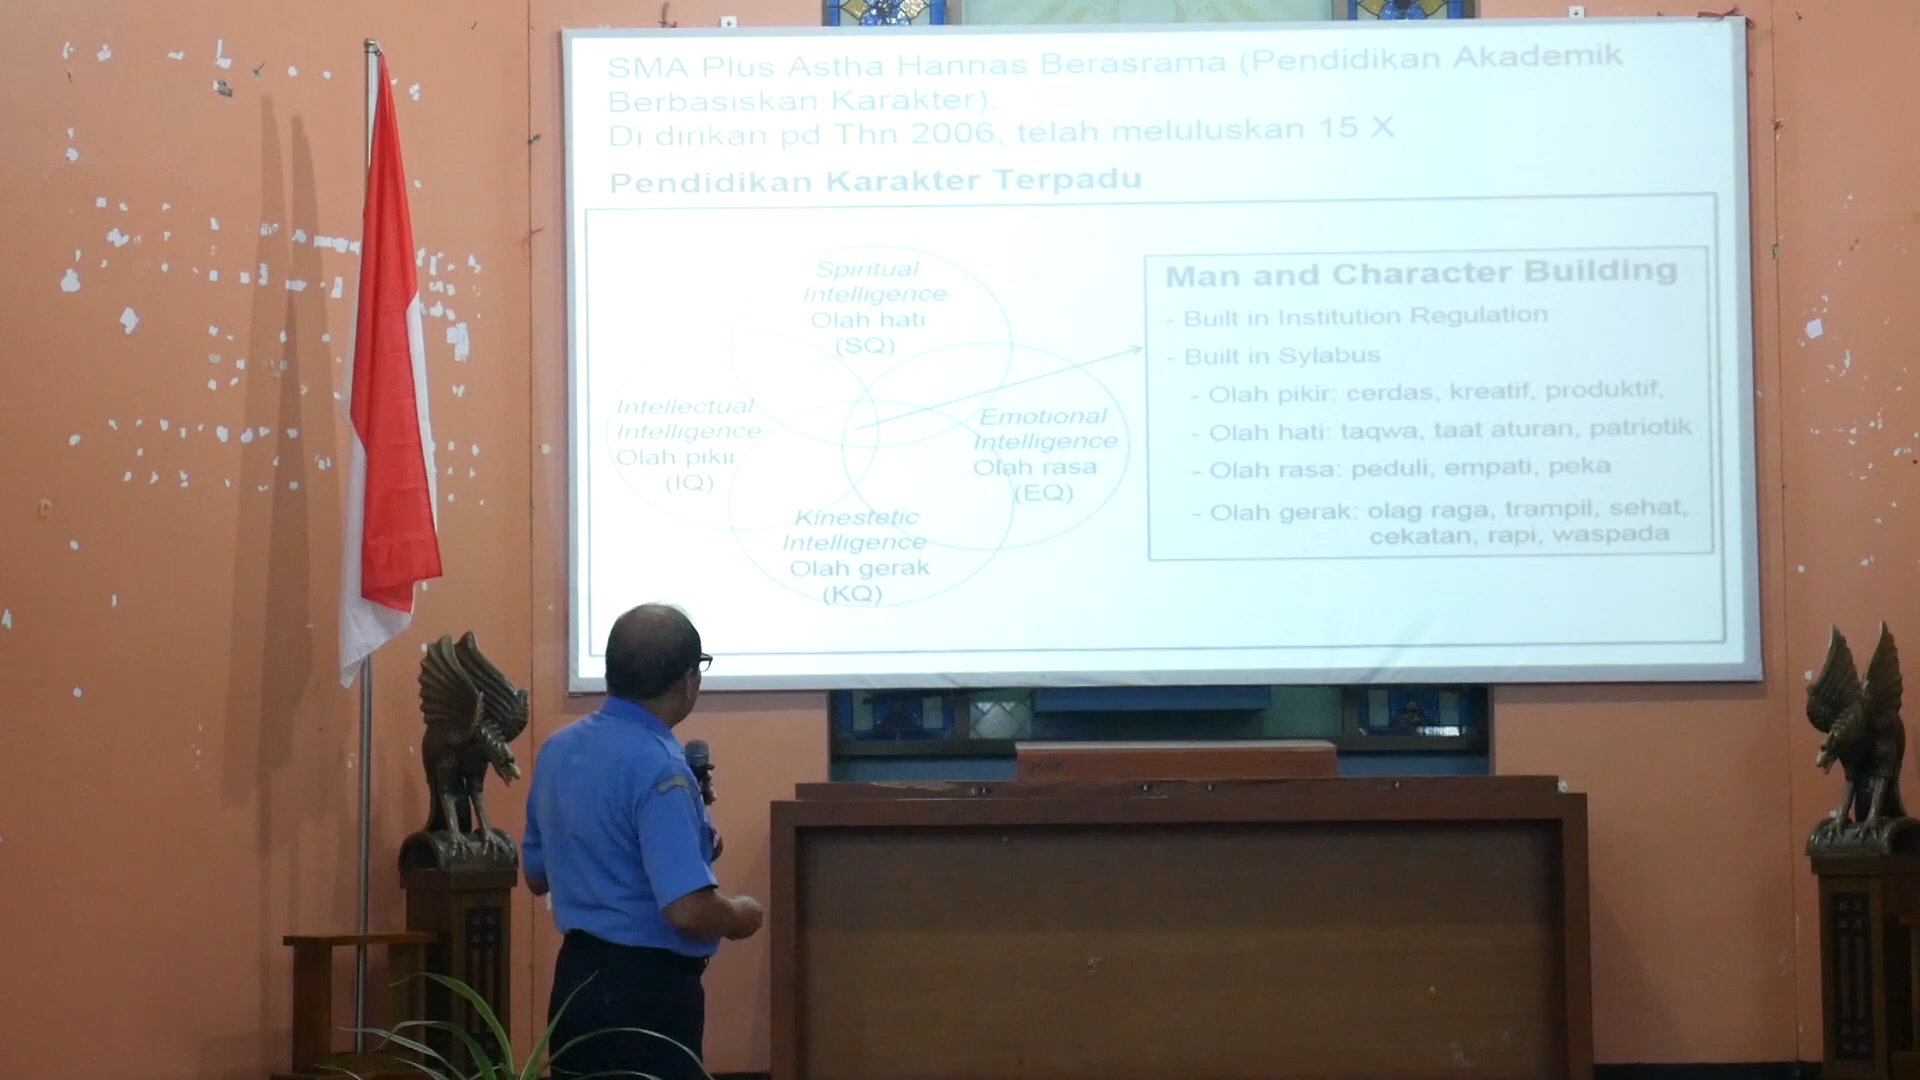 SMA Plus Astha Hannas Berasrama (Pendidikan Akademik
Berbasiskan Karakter).
Di dirikan pd Thn 2006, telah meluluskan 15 X
Pendidikan Karakter Terpadu
Spiritual
Intelligence
Olah hati
(SQ)
Intellectual
Intelligence
Olah pikir
(IQ)
Emotional
Intelligence
Olah rasa
(EQ)
Kinestetic
Intelligence
Olah gerak
(KQ)
Man and Character Building
- Built in Institution Regulation
- Built in Sylabus
- Olah pikir: cerdas, kreatif, produktif,
- Olah hati: taqwa, taat aturan, patriotik
- Olah rasa: peduli, empati, peka
- Olah gerak: olag raga, trampil, sehat,
cekatan, rapi, waspada